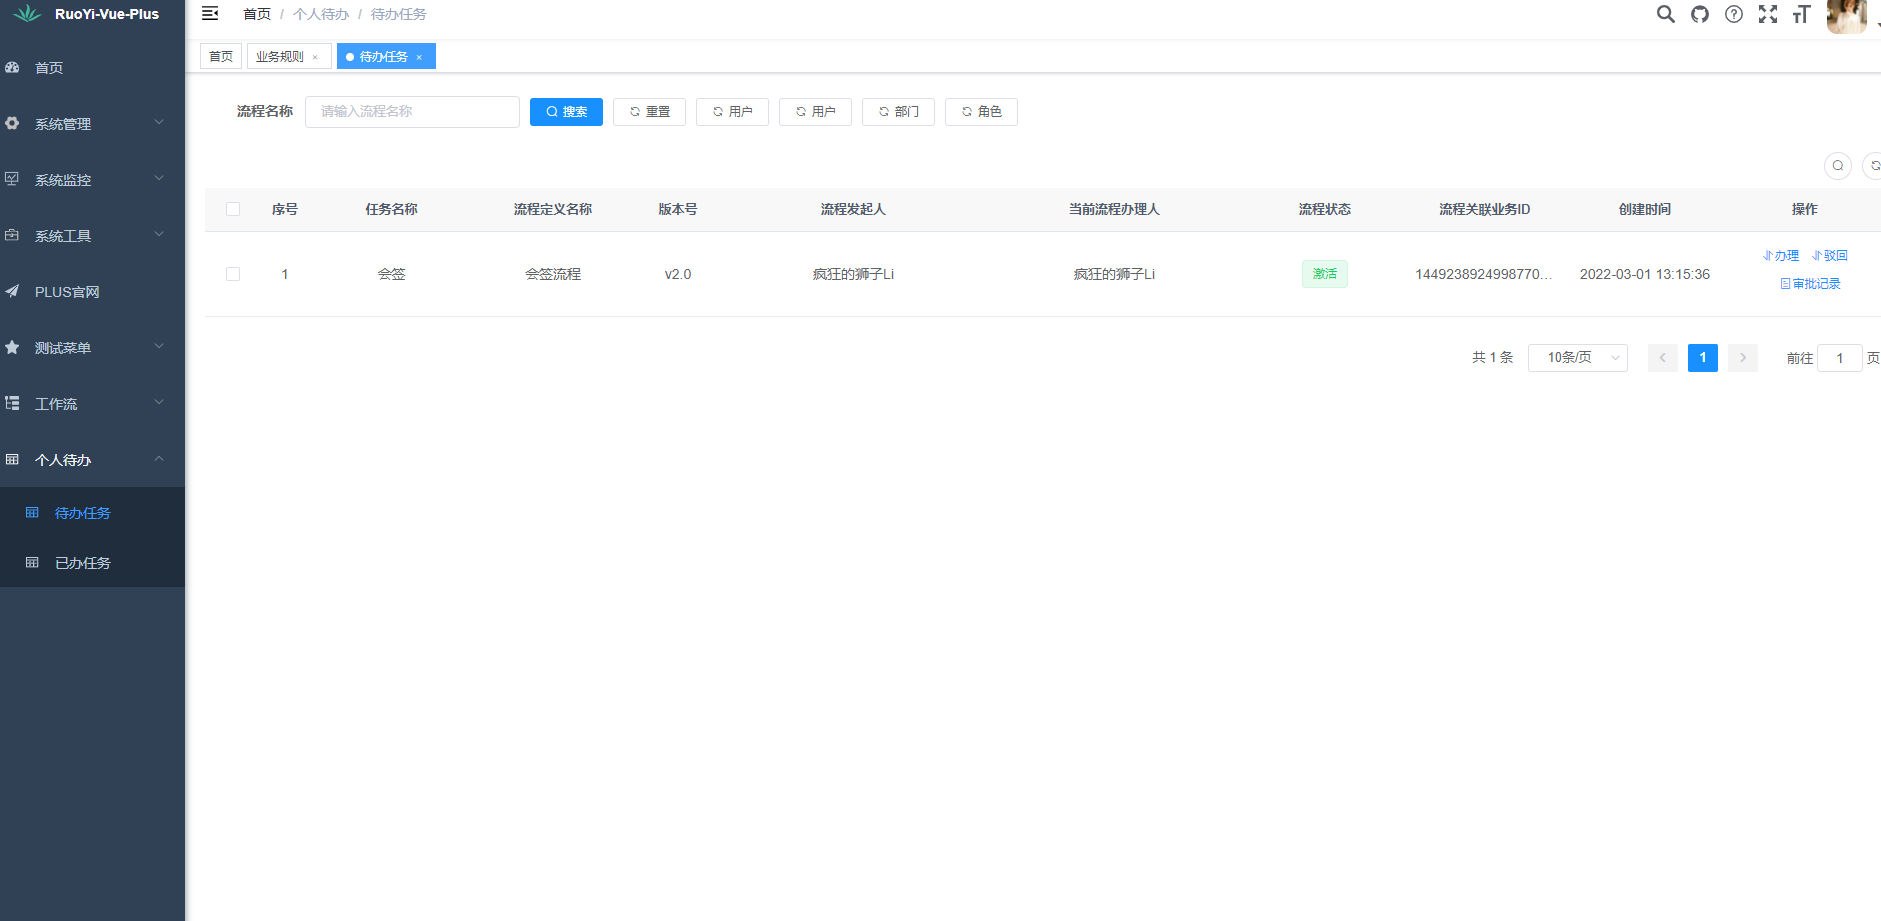 RuoYi-Vue-Plus
首页 / 个人待办 / 待办任务
首页
业务规则 ×
待办任务 ×
首页
系统管理
系统监控
系统工具
PLUS官网
测试菜单
工作流
个人待办
待办任务
已办任务
流程名称 请输入流程名称 搜索 重置 用户 用户 部门 角色
序号 任务名称 流程定义名称 版本号 流程发起人 当前流程办理人 流程状态 流程关联业务ID 创建时间 操作
1 会签 会签流程 v2.0 疯狂的狮子Li 疯狂的狮子Li 激活 1449238924998770... 2022-03-01 13:15:36 办理 驳回
审批记录
共 1 条 10条/页 1 前往 1 页